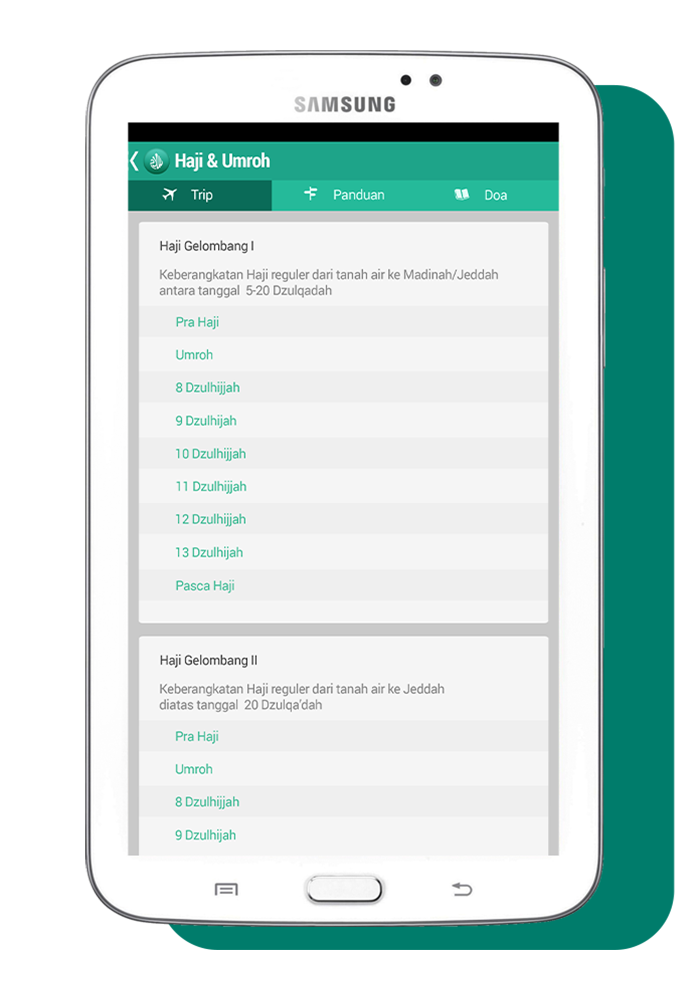 SAMSUNG
Haji & Umroh
Trip
Panduan
Doa
Haji Gelombang I
Keberangkatan Haji reguler dari tanah air ke Madinah/Jeddah
antara tanggal 5-20 Dzulqadah
Pra Haji
Umroh
8 Dzulhijjah
9 Dzulhijah
10 Dzulhijjah
11 Dzulhijjah
12 Dzulhijjah
13 Dzulhijah
Pasca Haji
Haji Gelombang II
Keberangkatan Haji reguler dari tanah air ke Jeddah
diatas tanggal 20 Dzulqa'dah
Pra Haji
Umroh
8 Dzulhijjah
9 Dzulhijah